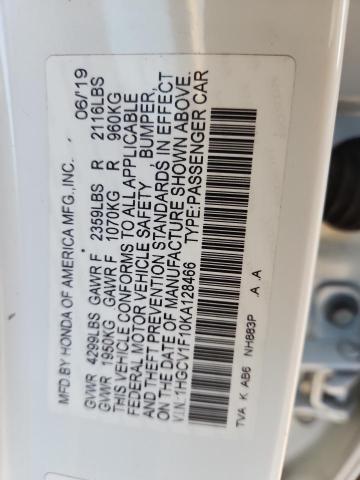 MFD.BY HONDA OF AMERICA MFG.,INC. 06/19
GVWR 4299LBS GAWR F 2359LBS R 2116LBS
GVWR 1950KG GAWR F 1070KG R 960KG
THIS VEHICLE CONFORMS TO ALL APPLICABLE
FEDERAL MOTOR VEHICLE SAFETY, BUMPER,
AND THEFT PREVENTION STANDARDS IN EFFECT
ON THE DATE OF MANUFACTURE SHOWN ABOVE.
V.I.N.:1HGCV1F10KA128466 TYPE:PASSENGER CAR
TVA K AB6 NH883P .A .A